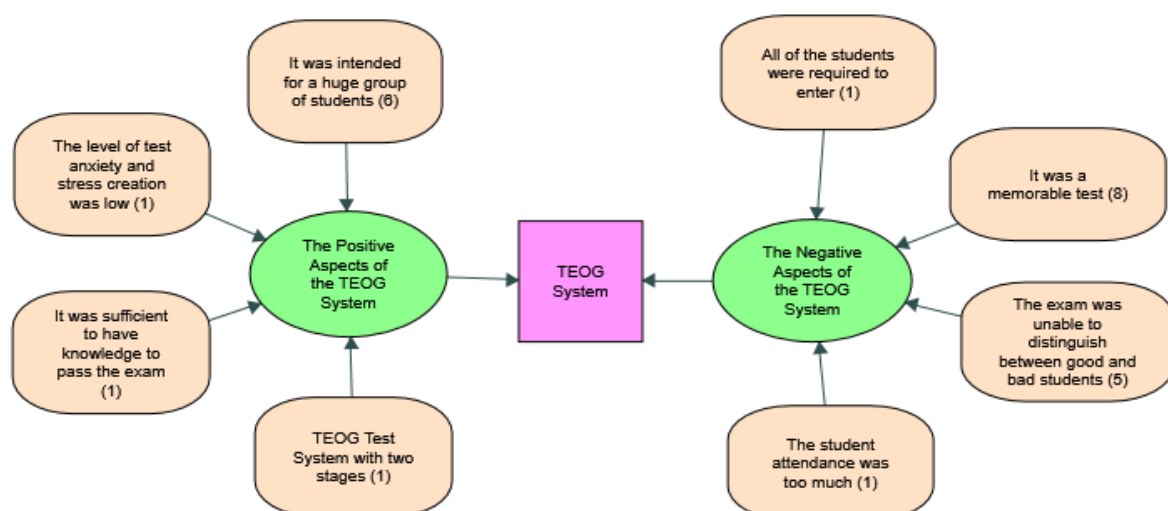 It was intended
for a huge group
of students (6)
All of the students
were required to
enter (1)
The level of test
anxiety and
stress creation
was low (1)
It was a
memorable test (8)
The Positive
Aspects of
the TEOG
System
TEOG
System
The Negative
Aspects of
the TEOG
System
It was sufficient
to have
knowledge to
pass the exam
(1)
The exam was
unable to
distinguish
between good and
bad students (5)
TEOG Test
System with two
stages (1)
The student
attendance was
too much (1)